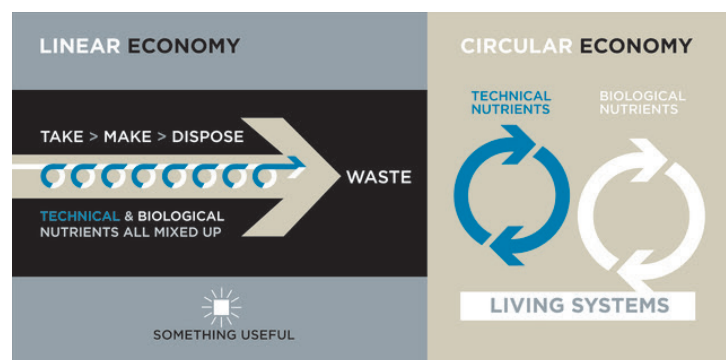 LINEAR ECONOMY
TAKE > MAKE > DISPOSE
WASTE
TECHNICAL & BIOLOGICAL
NUTRIENTS ALL MIXED UP
SOMETHING USEFUL
CIRCULAR ECONOMY
TECHNICAL
NUTRIENTS
BIOLOGICAL
NUTRIENTS
LIVING SYSTEMS